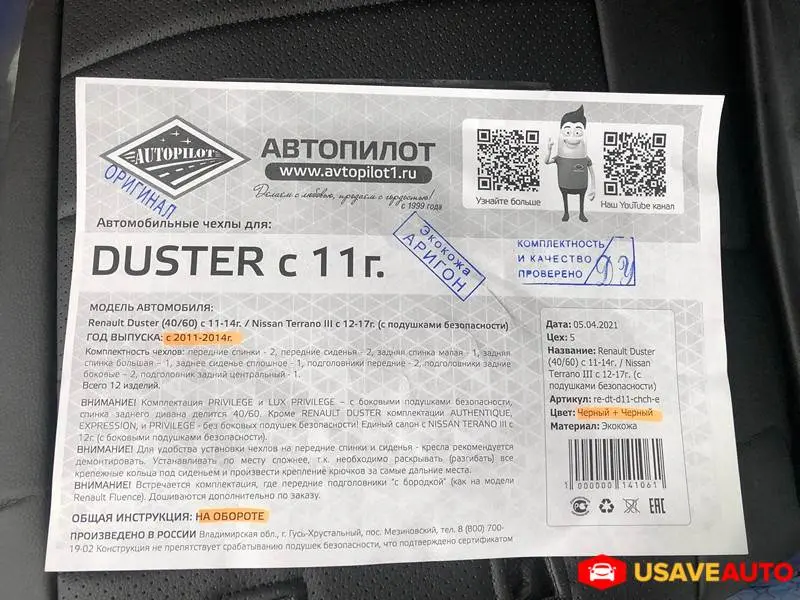 AUTOPILOT
ОРИГИНАЛ
АВТОПИЛОТ
www.avtopilot1.ru
Делаем с любовью, продаем с гордостью!
с 1999 года
Узнайте больше
Наш YouTube канал
Автомобильные чехлы для:
DUSTER с 11г.
Экокожа
АРИГОН
КОМПЛЕКТНОСТЬ
И КАЧЕСТВО
ПРОВЕРЕНО
МОДЕЛЬ АВТОМОБИЛЯ:
Renault Duster (40/60) с 11-14г. / Nissan Terrano III с 12-17г. (с подушками безопасности)
ГОД ВЫПУСКА: с 2011-2014г.
Комплектность чехлов: передние спинки - 2, передние сиденья - 2, задняя спинка малая - 1, задняя
спинка большая - 1, заднее сиденье сплошное - 1, подголовники передние - 2, подголовники задние
боковые - 2, подголовник задний центральный - 1.
Всего 12 изделий.
ВНИМАНИЕ! Комплектация PRIVILEGE и LUX PRIVILEGE – с боковыми подушками безопасности,
спинка заднего дивана делится 40/60. Кроме RENAULT DUSTER комплектации AUTHENTIQUE,
EXPRESSION, и PRIVILEGE - без боковых подушек безопасности! Единый салон с NISSAN TERANO III с
12г. (с боковыми подушками безопасности).
ВНИМАНИЕ! Для удобства установки чехлов на передние спинки и сиденья - кресла рекомендуется
демонтировать. Устанавливать по месту сложнее, т.к. необходимо раскрывать (разгибать) все
крепежные кольца под сиденьем и произвести крепление крючков за самые дальние места.
ВНИМАНИЕ! Встречается комплектация, где передние подголовники "с бородкой" (как на модели
Renault Fluence). Дошиваются дополнительно по заказу.
ОБЩАЯ ИНСТРУКЦИЯ: НА ОБОРОТЕ
ПРОИЗВЕДЕНО В РОССИИ Владимирская обл., г. Гусь-Хрустальный, пос. Мезиновский, тел. 8 (800) 700-
19-02 Конструкция не препятствует срабатыванию подушек безопасности, что подтверждено сертификатом
Дата: 05.04.2021
Цех: 5
Название: Renault Duster
(40/60) с 11-14г. / Nissan
Terrano III с 12-17г. (с
подушками безопасности)
Артикул: re-dt-d11-chch-e
Цвет: Черный + Черный
Материал: Экокожа
1 000000 141061
EAC
USAVEAUTO